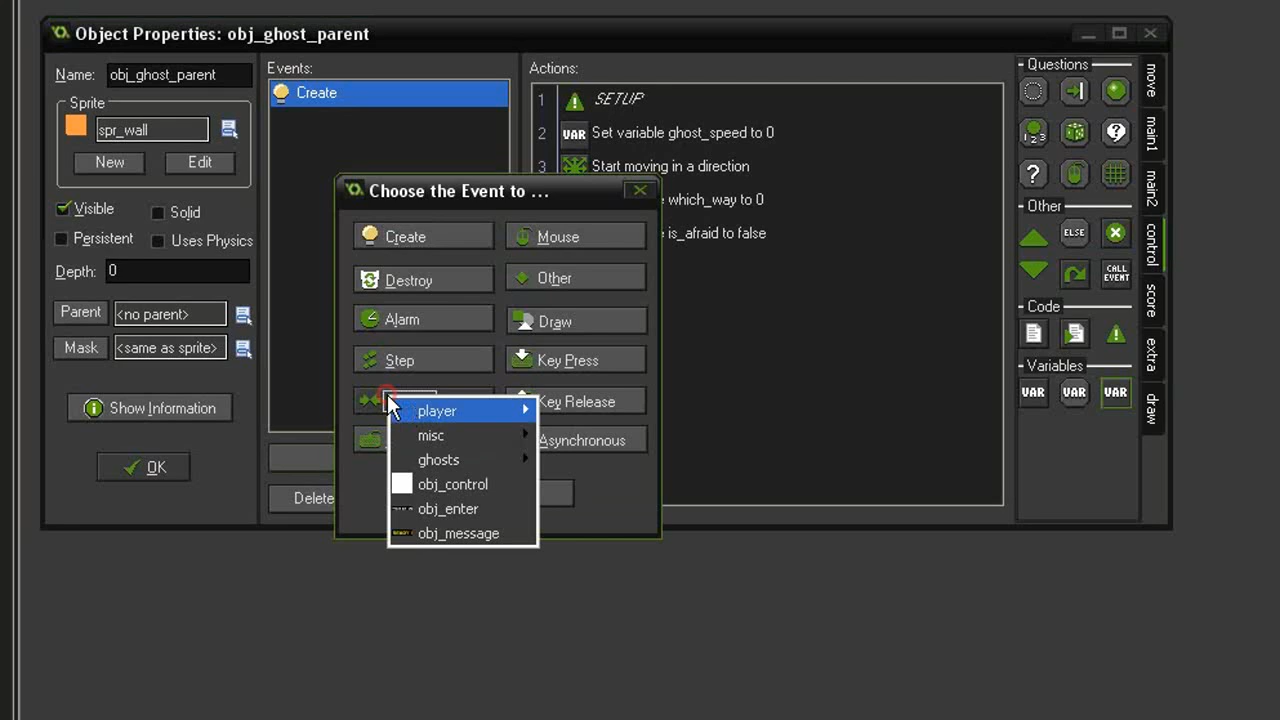 Object Properties: obj_ghost_parent
Name: obj_ghost_parent
Sprite
spr_wall
New
Edit
Visible
Solid
Persistent
Uses Physics
Depth: 0
Parent
<no parent>
Mask
<same as sprite>
Show Information
OK
Events:
Create
Delete
Choose the Event to ...
Create
Mouse
Destroy
Other
Alarm
Draw
Step
Key Press
Key Release
Asynchronous
player
misc
ghosts
obj_control
obj_enter
obj_message
Actions:
1 SETUP
2 VAR Set variable ghost_speed to 0
3 Start moving in a direction
which_way to 0
is_afraid to false
Questions
Other
ELSE
CALL EVENT
Code
Variables
VAR VAR VAR
move
main1
main2
control
score
extra
draw